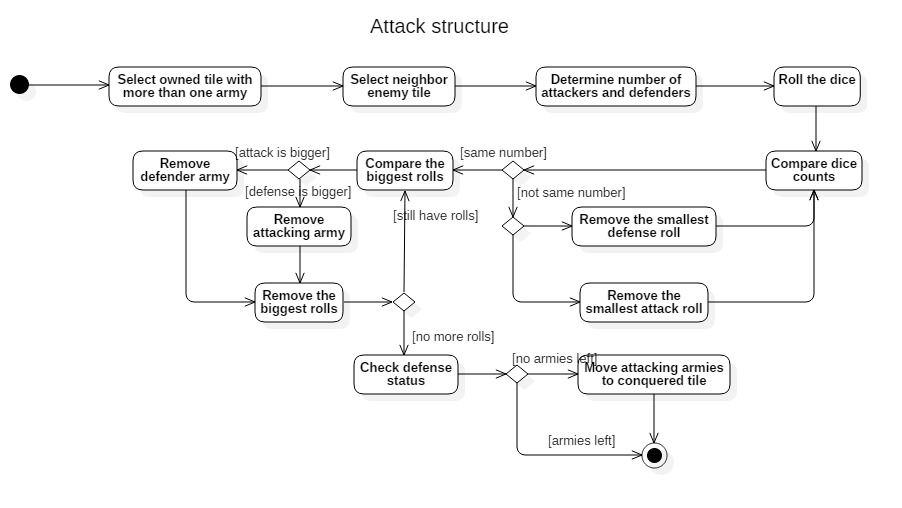 Attack structure
Select owned tile with
more than one army
Select neighbor
enemy tile
Determine number of
attackers and defenders
Roll the dice
Remove
defender army
[attack is bigger]
Compare the
biggest rolls
[same number]
Compare dice
counts
[defense is bigger]
[not same number]
Remove
attacking army
[still have rolls]
Remove the smallest
defense roll
Remove the
biggest rolls
Remove the
smallest attack roll
[no more rolls]
Check defense
status
[no armies left]
Move attacking armies
to conquered tile
[armies left]